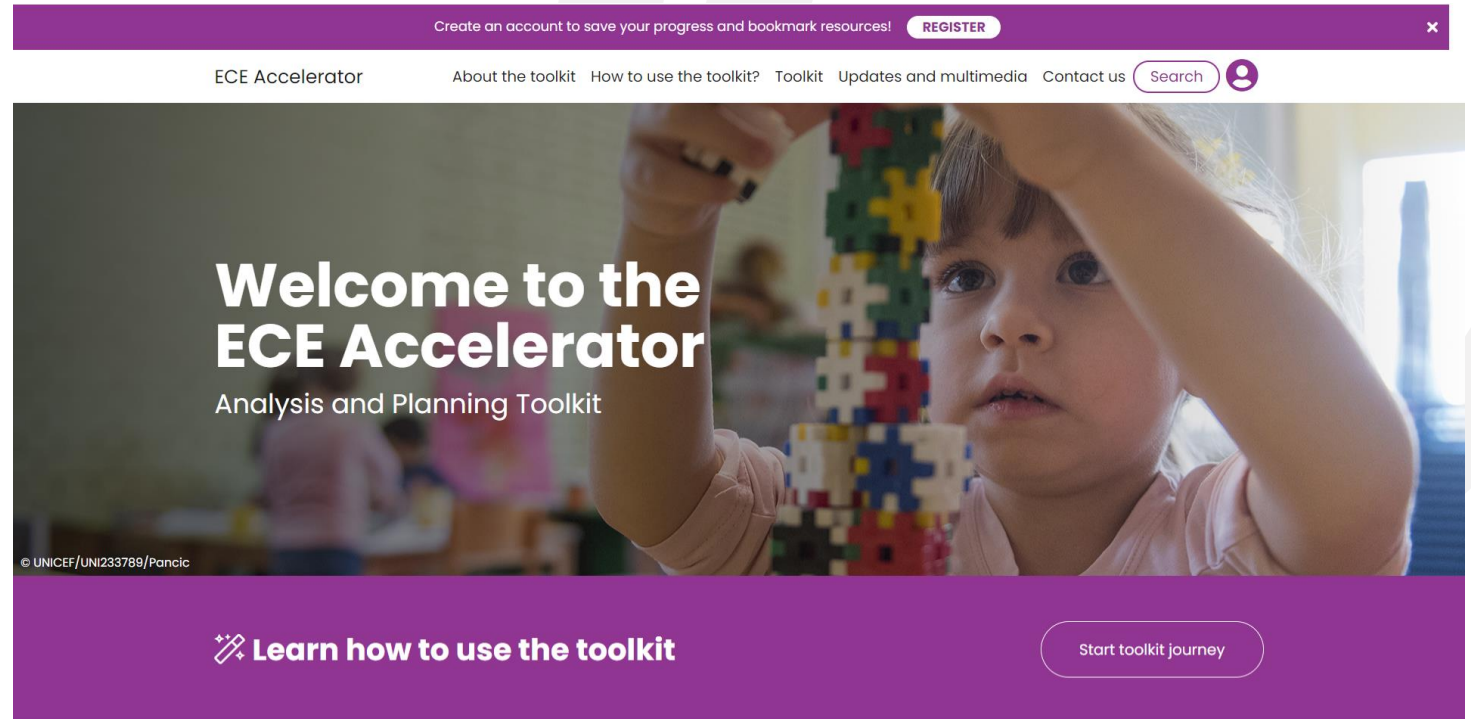 Create an account to save your progress and bookmark resources! REGISTER ×
ECE Accelerator About the toolkit How to use the toolkit? Toolkit Updates and multimedia Contact us Search
Welcome to the
ECE Accelerator
Analysis and Planning Toolkit
© UNICEF/UNI233789/Pancic
Learn how to use the toolkit Start toolkit journey